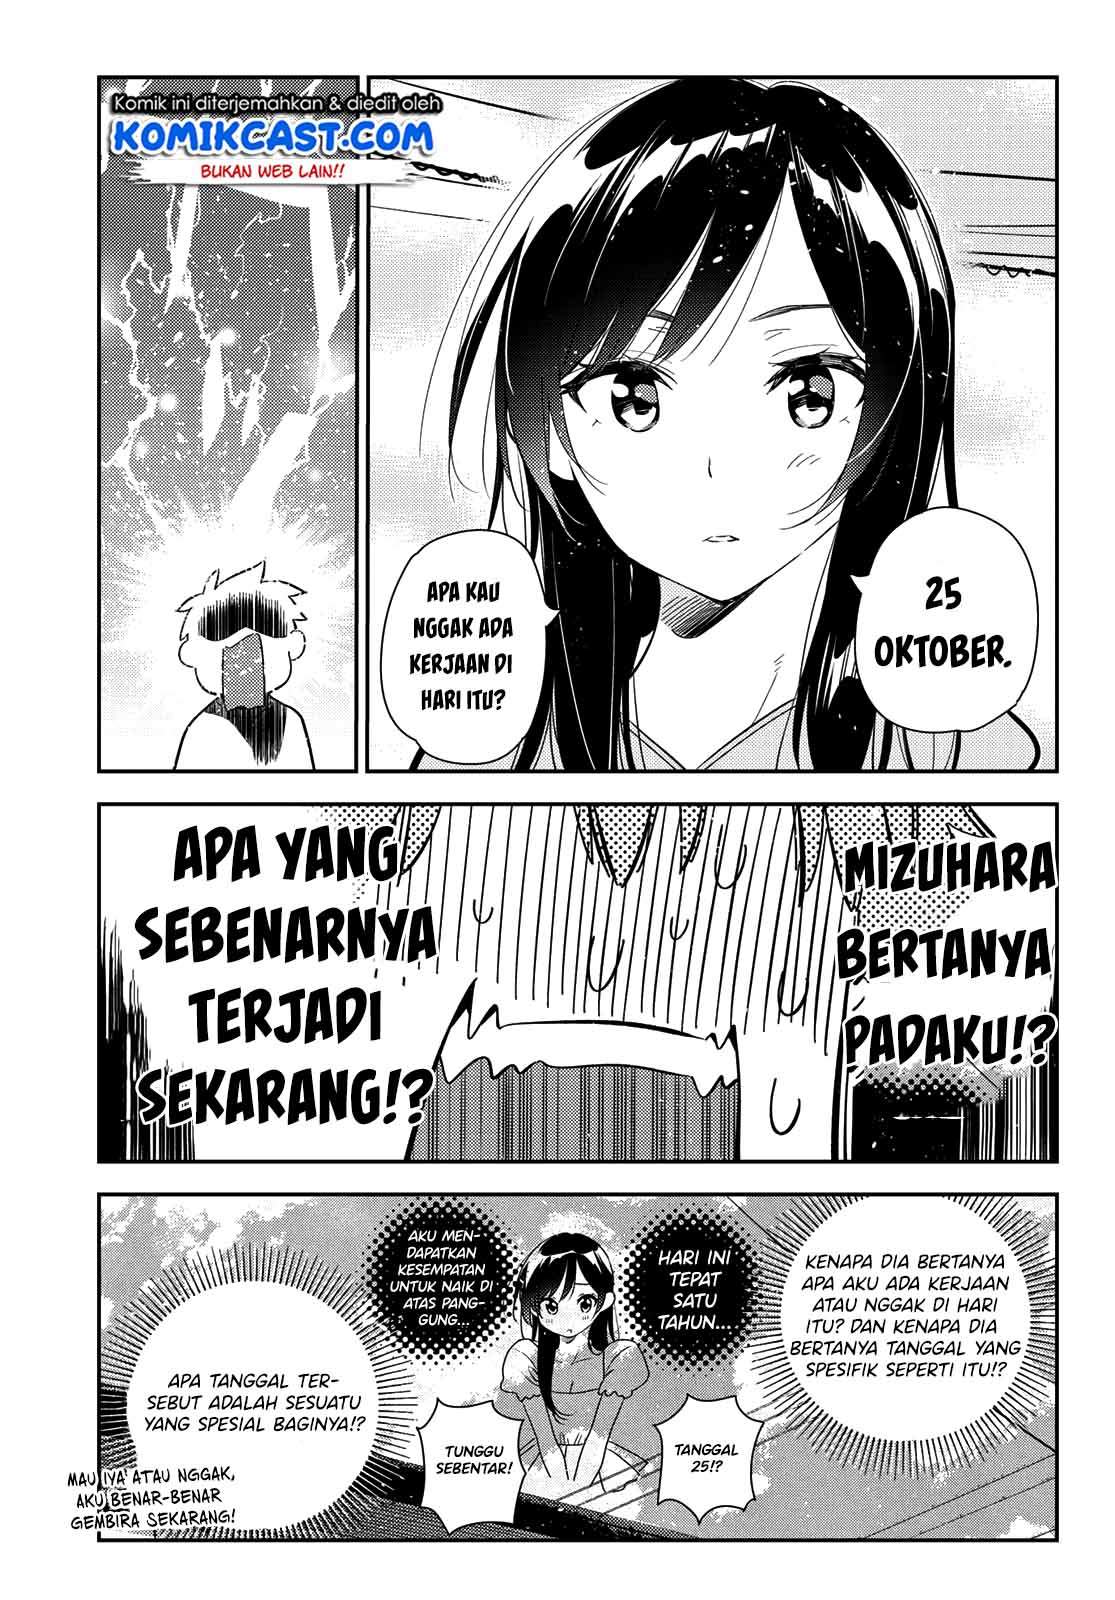 Komik ini diterjemahkan & diedit oleh
KOMIKCAST.COM
BUKAN WEB LAIN!!
25
OKTOBER.
APA KAU
NGGAK ADA
KERJAAN DI
HARI ITU?
MIZUHARA
BERTANYA
PADAKU!?
APA YANG
SEBENARNYA
TERJADI
SEKARANG!?
KENAPA DIA BERTANYA
APA AKU ADA KERJAAN
ATAU NGGAK DI HARI
ITU? DAN KENAPA DIA
BERTANYA TANGGAL YANG
SPESIFIK SEPERTI ITU!?
HARI INI
TEPAT
SATU
TAHUN...
AKU MEN-
DAPATKAN
KESEMPATAN
UNTUK NAIK DI
ATAS PANG-
GUNG...
TANGGAL
25!?
TUNGGU
SEBENTAR!
APA TANGGAL TER-
SEBUT ADALAH SESUATU
YANG SPESIAL BAGINYA!?
MAU IYA ATAU NGGAK,
AKU BENAR-BENAR
GEMBIRA SEKARANG!